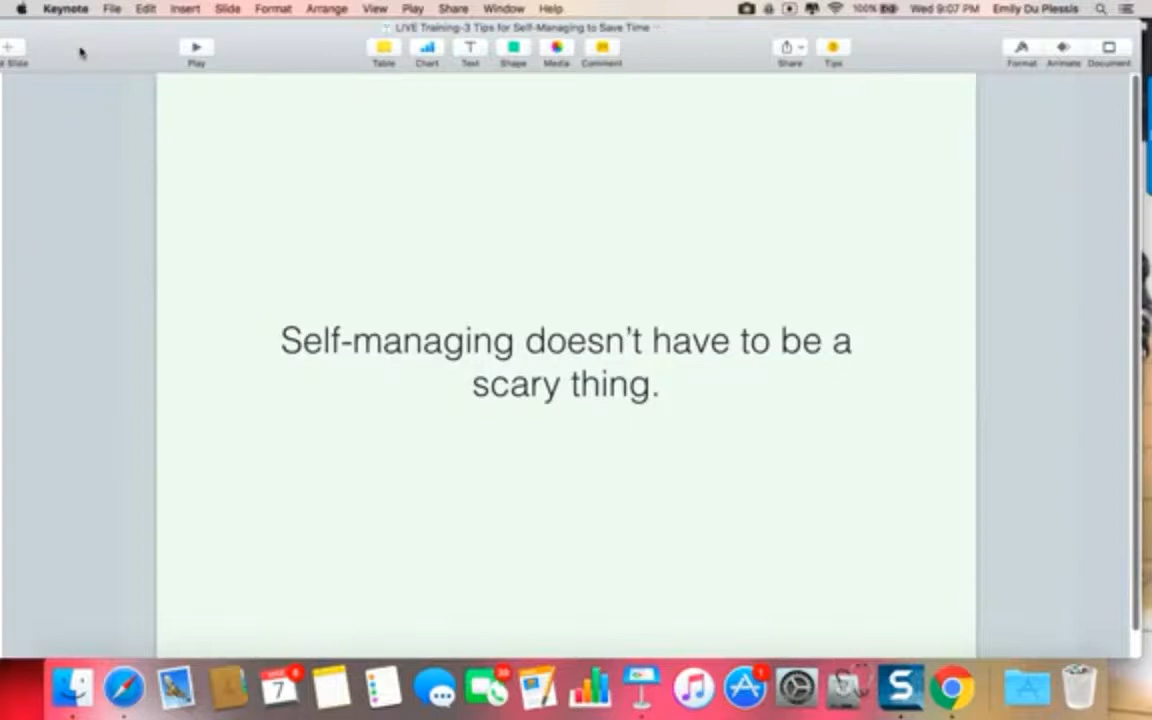 Keynote File Edit Insert Slide Format Arrange View Play Share Window Help 100% Wed 9:07 PM Emily Du Plessis
LIVE Training-3 Tips for Self-Managing to Save Time
Slide Play Table Chart Text Shape Media Comment Share Tips Format Animate Document
Self-managing doesn't have to be a
scary thing.
7